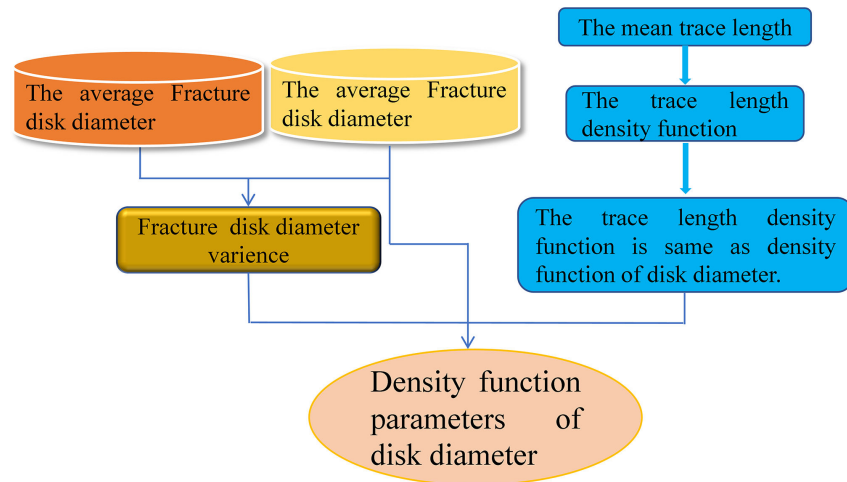 The average Fracture
disk diameter
The average Fracture
disk diameter
The mean trace length
The trace length
density function
Fracture disk diameter
varience
The trace length density
function is same as density
function of disk diameter.
Density function
parameters of
disk diameter